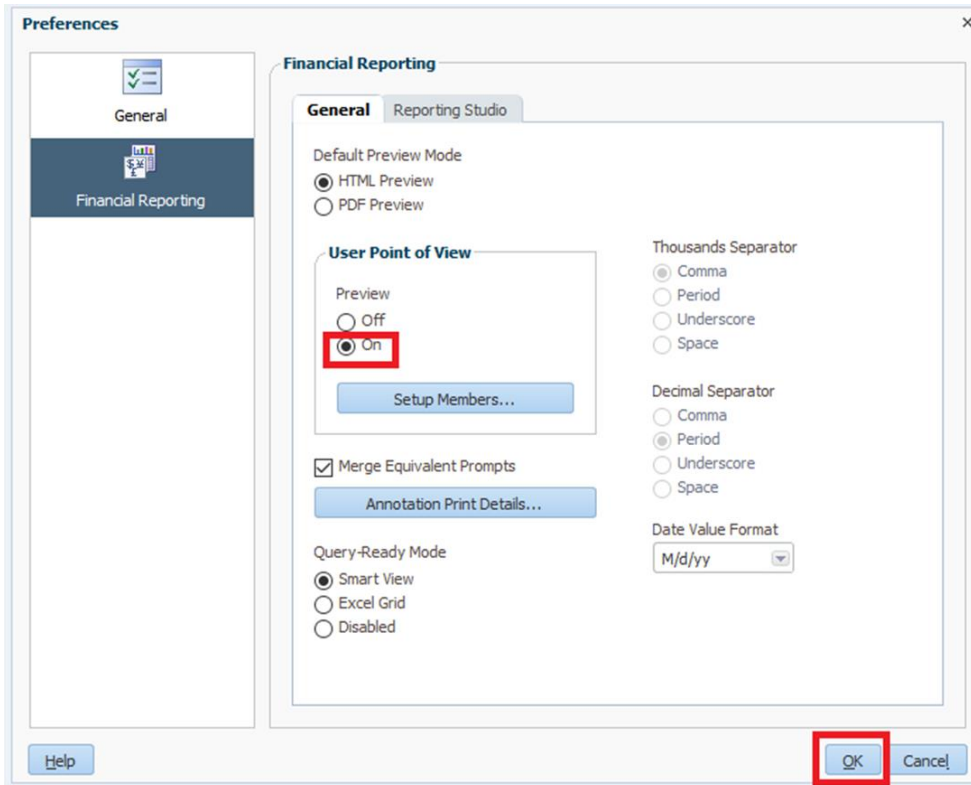 Preferences
General
Financial Reporting
Financial Reporting
General
Reporting Studio
Default Preview Mode
HTML Preview
PDF Preview
User Point of View
Preview
Off
On
Setup Members...
Merge Equivalent Prompts
Annotation Print Details...
Query-Ready Mode
Smart View
Excel Grid
Disabled
Thousands Separator
Comma
Period
Underscore
Space
Decimal Separator
Comma
Period
Underscore
Space
Date Value Format
M/d/yy
Help
OK
Cancel